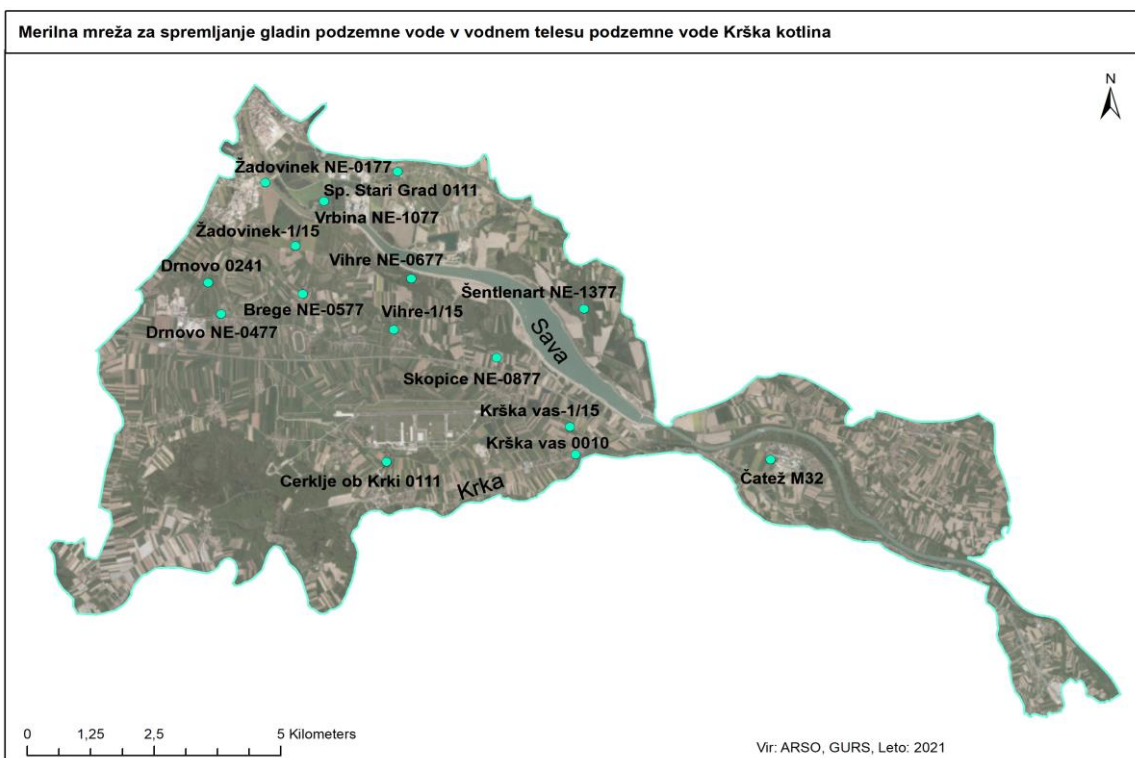 Merilna mreža za spremljanje gladin podzemne vode v vodnem telesu podzemne vode Krška kotlina
N
Žadovinek NE-0177
Sp. Stari Grad 0111
Vrbina NE-1077
Žadovinek-1/15
Vihre NE-0677
Drnovo 0241
Šentlenart NE-1377
Brege NE-0577
Vihre-1/15
Drnovo NE-0477
Sava
Skopice NE-0877
Krška vas-1/15
Krška vas 0010
Cerklje ob Krki 0111
Krka
Čatež M32
0 1,25 2,5 5 Kilometers
Vir: ARSO, GURS, Leto: 2021